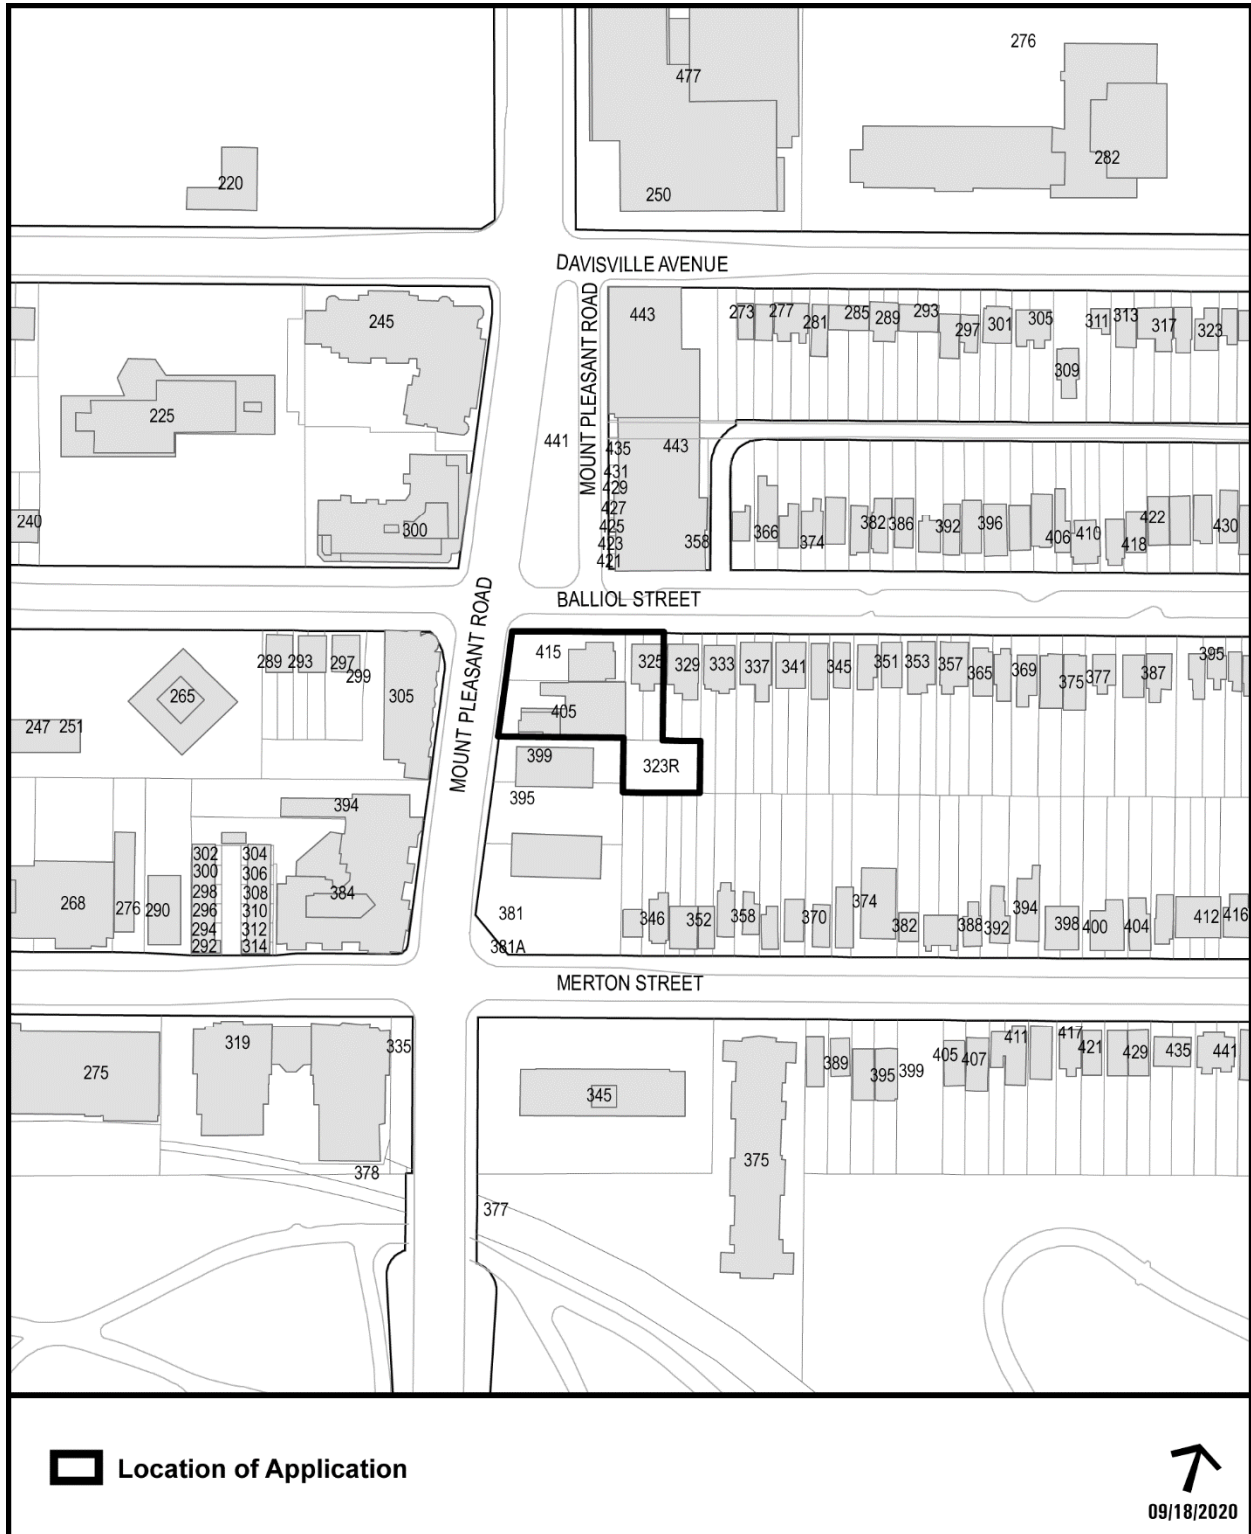 276
477
282
220
250
DAVISVILLE AVENUE
MOUNT PLEASANT ROAD
245
443
273 277 281 285 289 293 297 301 305 311 313 317 323
309
225
441
435 443
431
429
427
425
423
421
358
240
300
366 374 382 386 392 396 406 410 418 422 430
MOUNT PLEASANT ROAD
BALLIOL STREET
289 293 297
299
415
325 329 333 337 341 345 351 353 357 365 369 375 377 387 395
265
305
405
247 251
399
323R
395
394
302 304
300 306
298 308
296 310
294 312
292 314
268 276 290
384
381
381A
346 352 358 370 374 382 388 392 394 398 400 404 412 416
MERTON STREET
319 335
275
345
375
389 395 399 405 407 411 417 421 429 435 441
378
377
Location of Application
09/18/2020